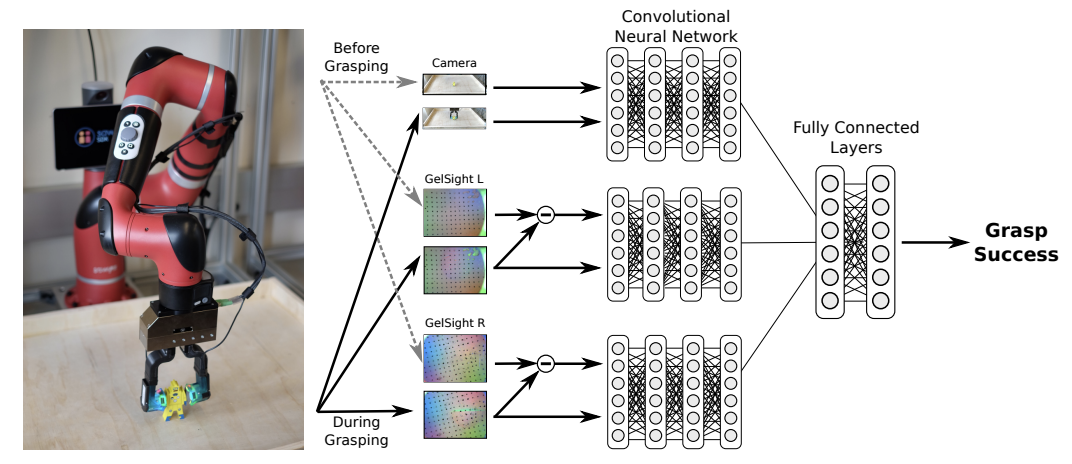 Before
Grasping
Camera
Convolutional
Neural Network
GelSight L
Fully Connected
Layers
Grasp
Success
GelSight R
During
Grasping